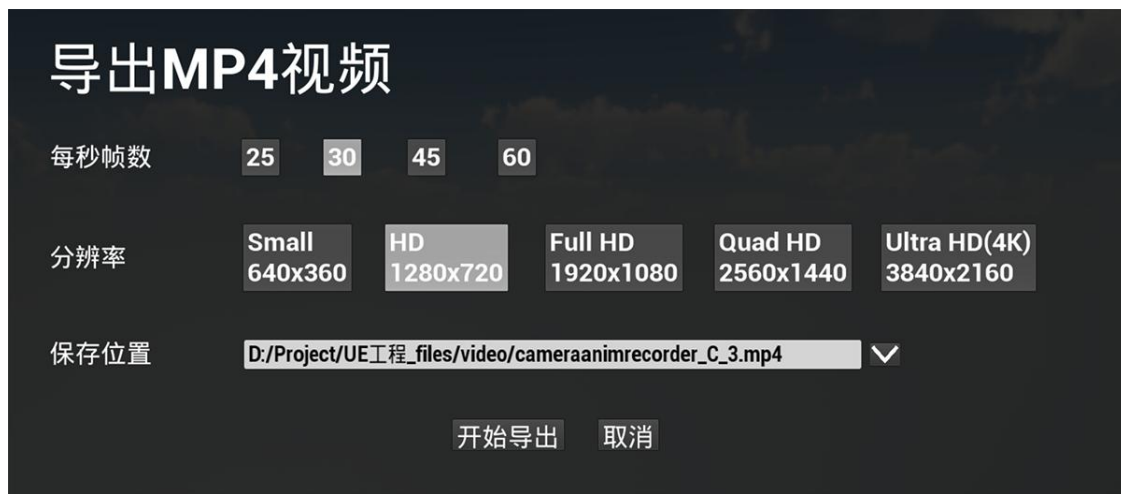 导出MP4视频
每秒帧数 25 30 45 60
分辨率
Small 640x360
HD 1280x720
Full HD 1920x1080
Quad HD 2560x1440
Ultra HD(4K) 3840x2160
保存位置 D:/Project/UE工程_files/video/cameraanimrecorder_C_3.mp4
开始导出 取消